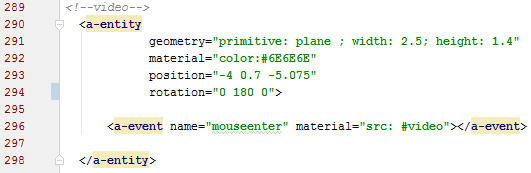 289 <!--video-->
290 <a-entity
291 geometry="primitive: plane ; width: 2.5; height: 1.4"
292 material="color:#6E6E6E"
293 position="-4 0.7 -5.075"
294 rotation="0 180 0">
295
296 <a-event name="mouseenter" material="src: #video"></a-event>
297
298 </a-entity>